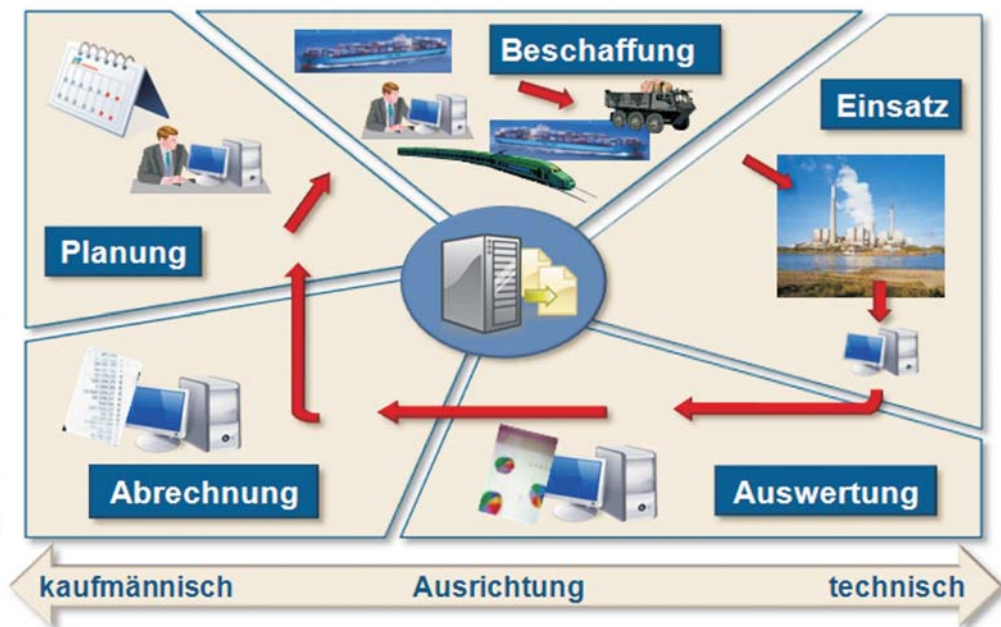 Beschaffung
Einsatz
Planung
Abrechnung
Auswertung
kaufmännisch Ausrichtung technisch